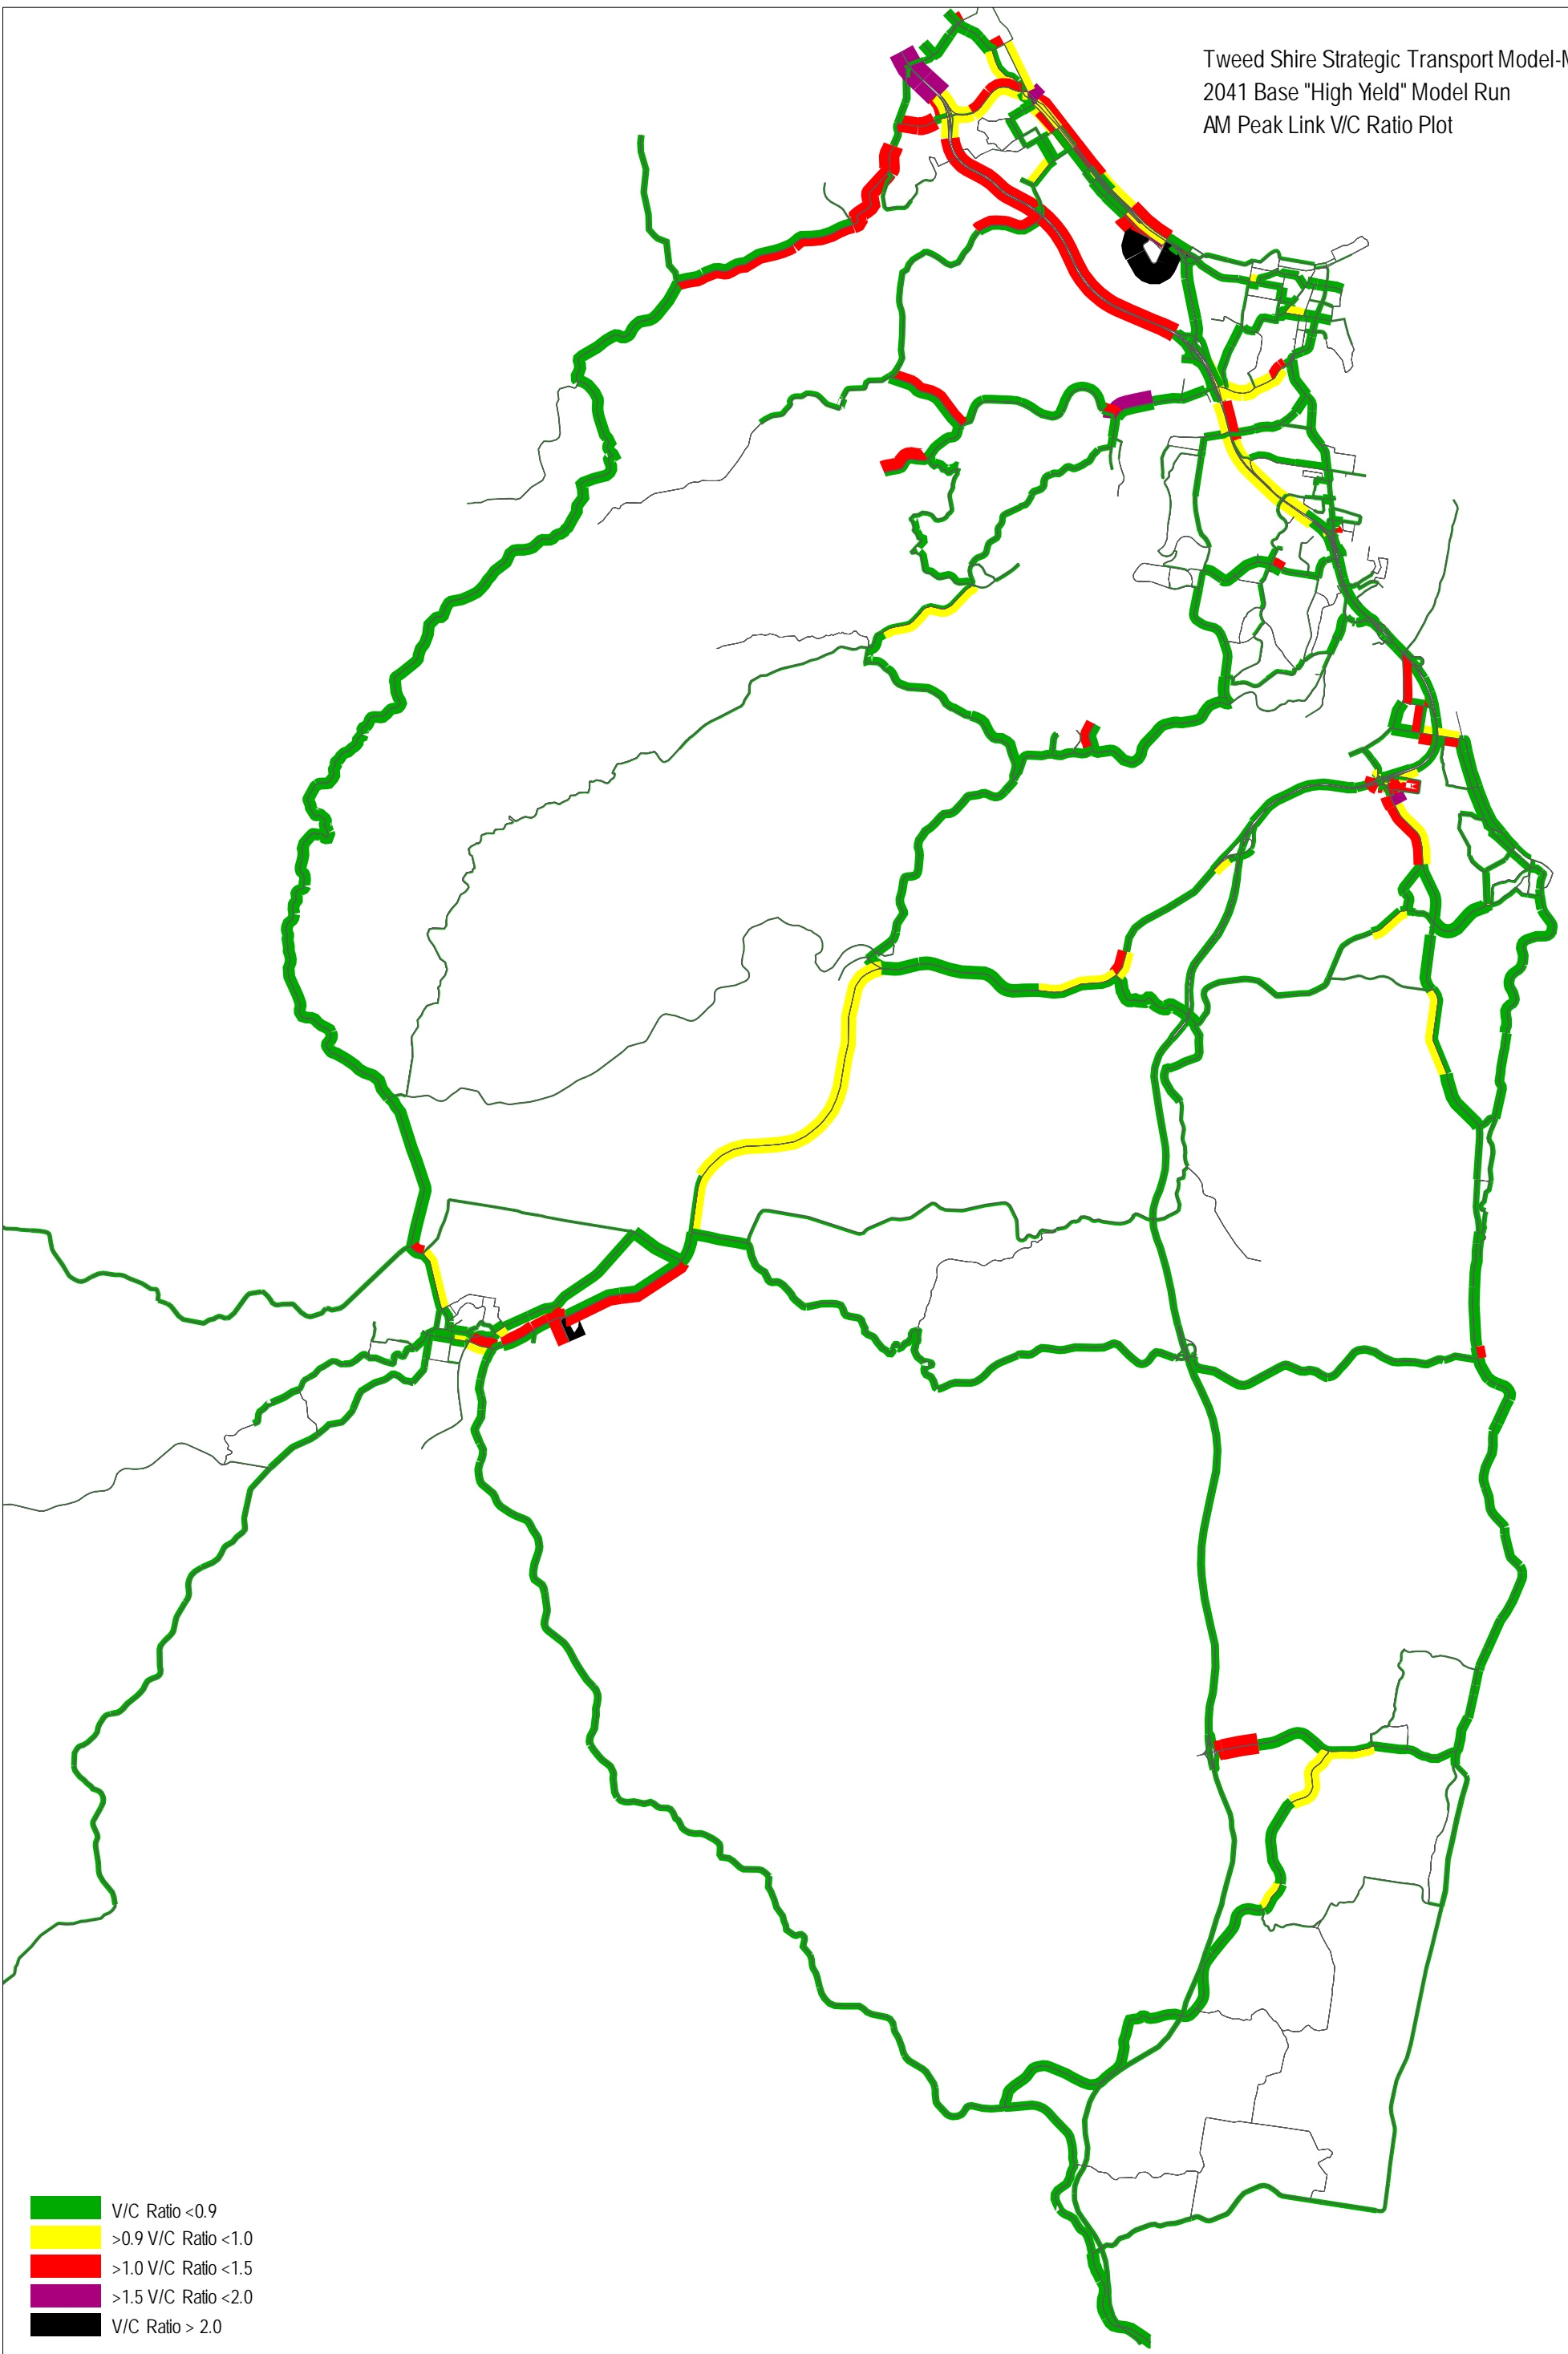 Tweed Shire Strategic Transport Model-M
2041 Base "High Yield" Model Run
AM Peak Link V/C Ratio Plot
V/C Ratio <0.9
>0.9 V/C Ratio <1.0
>1.0 V/C Ratio <1.5
>1.5 V/C Ratio <2.0
V/C Ratio > 2.0